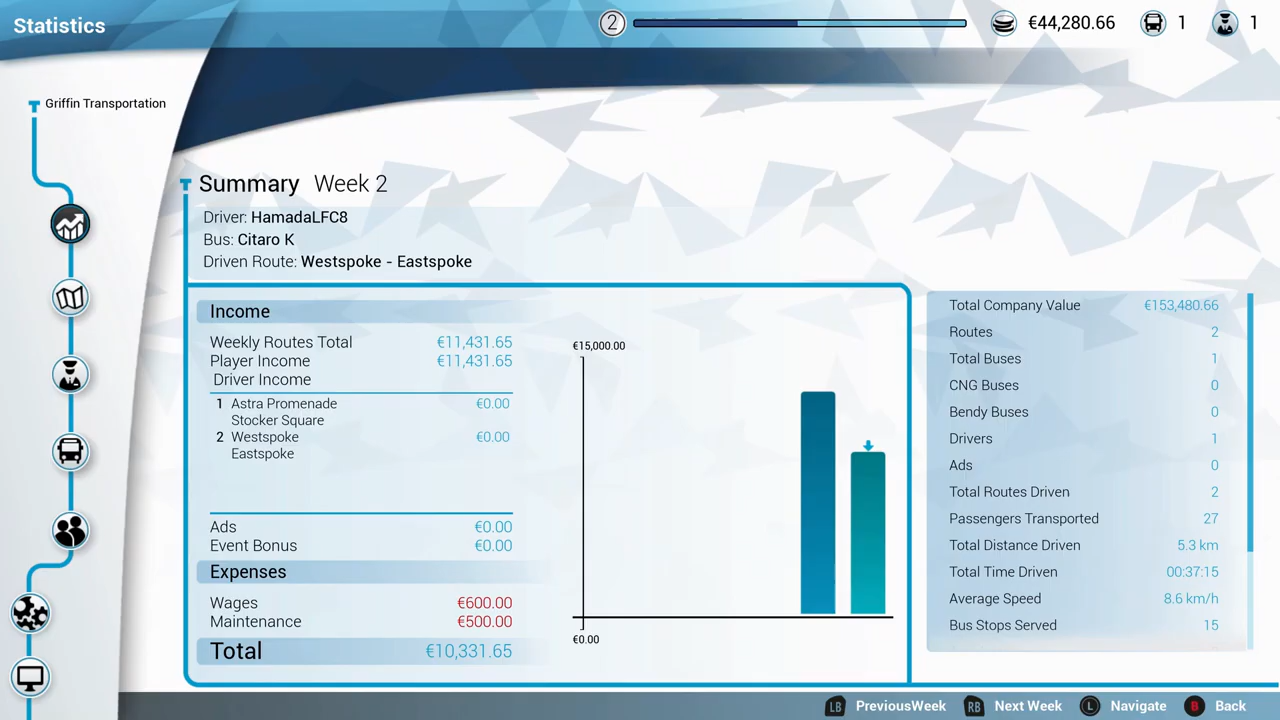 Statistics
2
€44,280.66
1
1
Griffin Transportation
Summary Week 2
Driver: HamadaLFC8
Bus: Citaro K
Driven Route: Westspoke - Eastspoke
Income
Weekly Routes Total €11,431.65
Player Income €11,431.65
Driver Income
1 Astra Promenade €0.00
Stocker Square
2 Westspoke €0.00
Eastspoke
Ads €0.00
Event Bonus €0.00
Expenses
Wages €600.00
Maintenance €500.00
Total €10,331.65
€15,000.00
€0.00
Total Company Value €153,480.66
Routes 2
Total Buses 1
CNG Buses 0
Bendy Buses 0
Drivers 1
Ads 0
Total Routes Driven 2
Passengers Transported 27
Total Distance Driven 5.3 km
Total Time Driven 00:37:15
Average Speed 8.6 km/h
Bus Stops Served 15
LB PreviousWeek RB Next Week L Navigate B Back